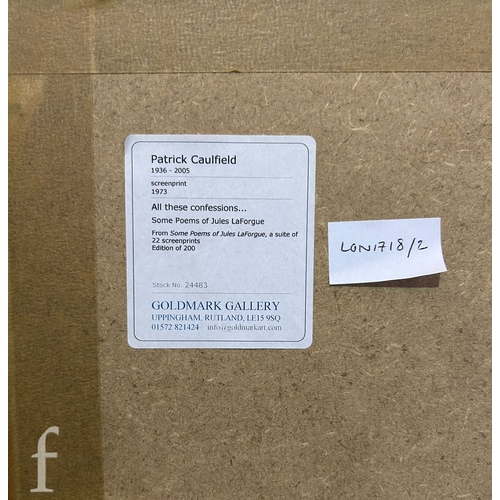 Patrick Caulfield
1936 - 2005
screenprint
1973
All these confessions...
Some Poems of Jules LaForgue
From Some Poems of Jules LaForgue, a suite of
22 screenprints
Edition of 200
Stock No. 24483
GOLDMARK GALLERY
UPPINGHAM, RUTLAND, LE15 9SQ
01572 821424 info@goldmarkart.com
LON1718/2
f